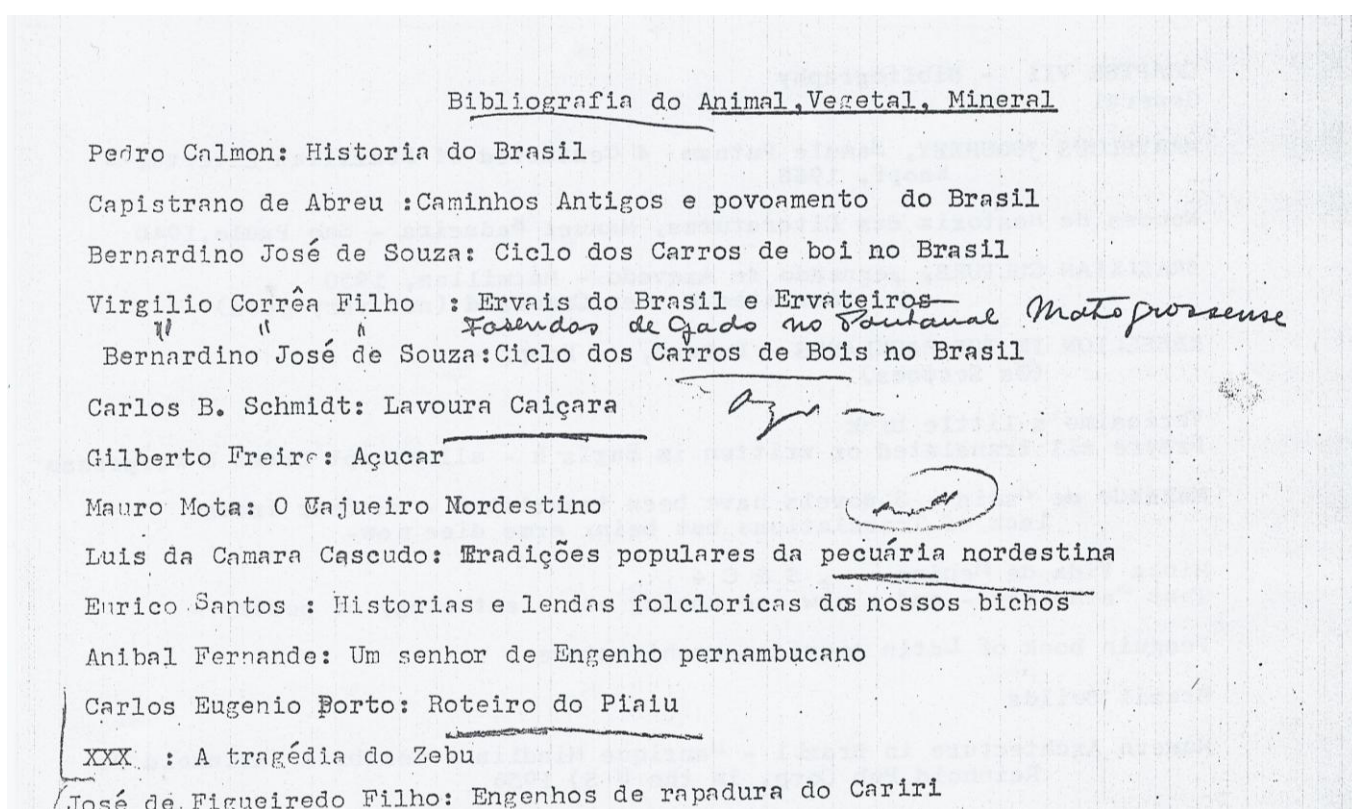 Bibliografia do Animal,Vegetal, Mineral
Pedro Calmon: Historia do Brasil
Capistrano de Abreu :Caminhos Antigos e povoamento do Brasil
Bernardino José de Souza: Ciclo dos Carros de boi no Brasil
Virgilio Corrêa Filho : Ervais do Brasil e Ervateiros
" " " Fasendas de Gado no Pantanal Matogrossense
Bernardino José de Souza:Ciclo dos Carros de Bois no Brasil
Carlos B. Schmidt: Lavoura Caiçara
Gilberto Freire: Açucar
Mauro Mota: O Cajueiro Nordestino
Luis da Camara Cascudo: Tradições populares da pecuária nordestina
Eurico Santos : Historias e lendas folcloricas dos nossos bichos
Anibal Fernande: Um senhor de Engenho pernambucano
Carlos Eugenio Porto: Roteiro do Piaiu
XXX : A tragédia do Zebu
José de Figueiredo Filho: Engenhos de rapadura do Cariri